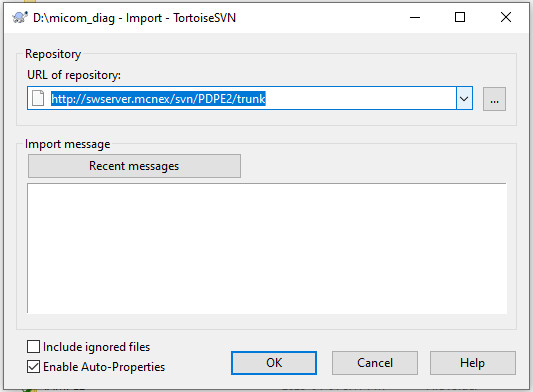 D:\micom_diag - Import - TortoiseSVN
Repository
URL of repository:
http://swserver.mcnex/svn/PDPE2/trunk
...
Import message
Recent messages
Include ignored files
Enable Auto-Properties
OK
Cancel
Help